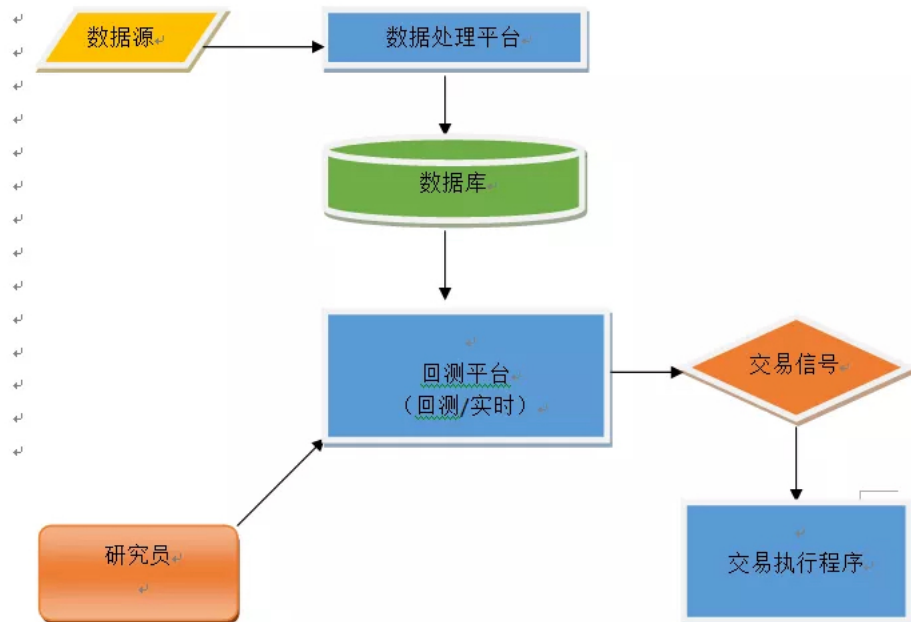 数据源
数据处理平台
数据库
回测平台
（回测/实时）
交易信号
研究员
交易执行程序